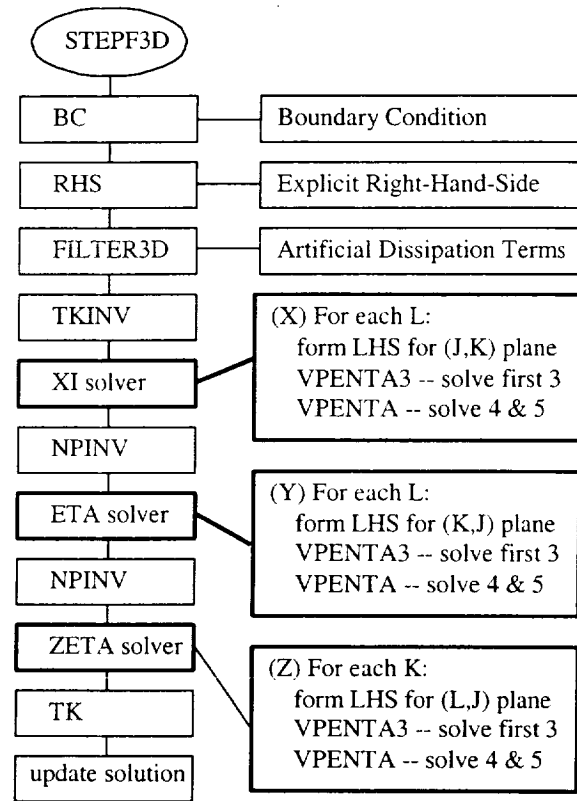 STEPF3D
BC
Boundary Condition
RHS
Explicit Right-Hand-Side
FILTER3D
Artificial Dissipation Terms
TKINV
XI solver
(X) For each L:
form LHS for (J,K) plane
VPENTA3 -- solve first 3
VPENTA -- solve 4 & 5
NPINV
ETA solver
(Y) For each L:
form LHS for (K,J) plane
VPENTA3 -- solve first 3
VPENTA -- solve 4 & 5
NPINV
ZETA solver
(Z) For each K:
form LHS for (L,J) plane
VPENTA3 -- solve first 3
VPENTA -- solve 4 & 5
TK
update solution